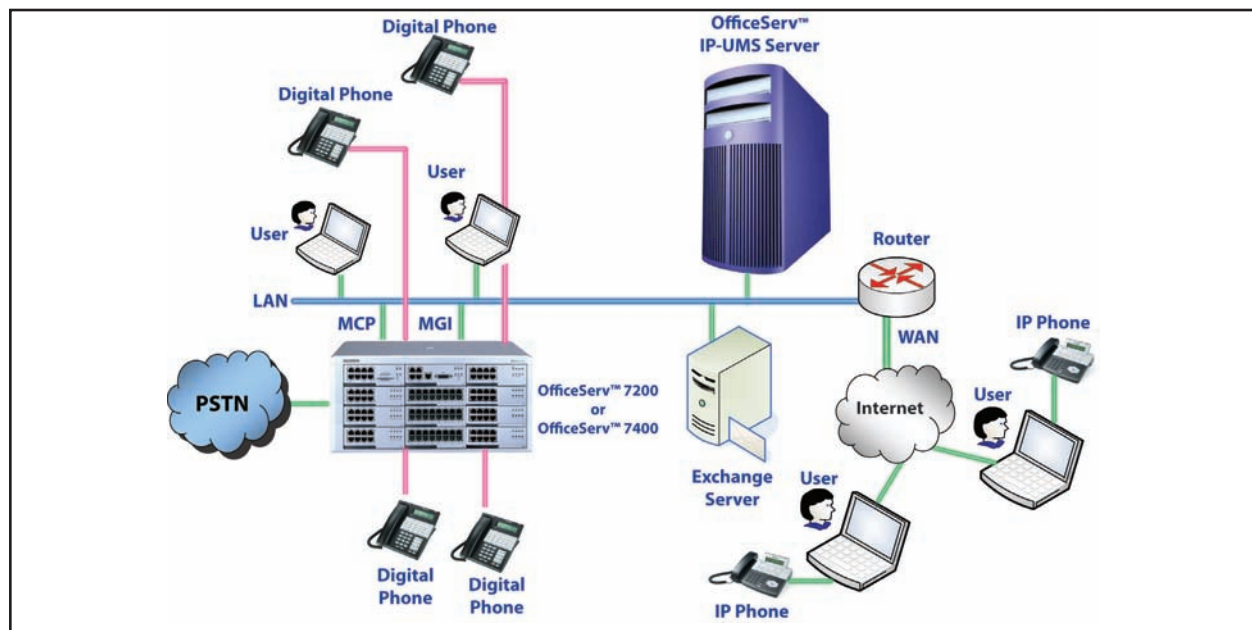 Digital Phone
OfficeServ™
IP-UMS Server
Digital Phone
User
User
Router
LAN
MCP
MGI
WAN
IP Phone
PSTN
OfficeServ™ 7200
or
OfficeServ™ 7400
Internet
User
Exchange
Server
User
Digital
Phone
Digital
Phone
IP Phone